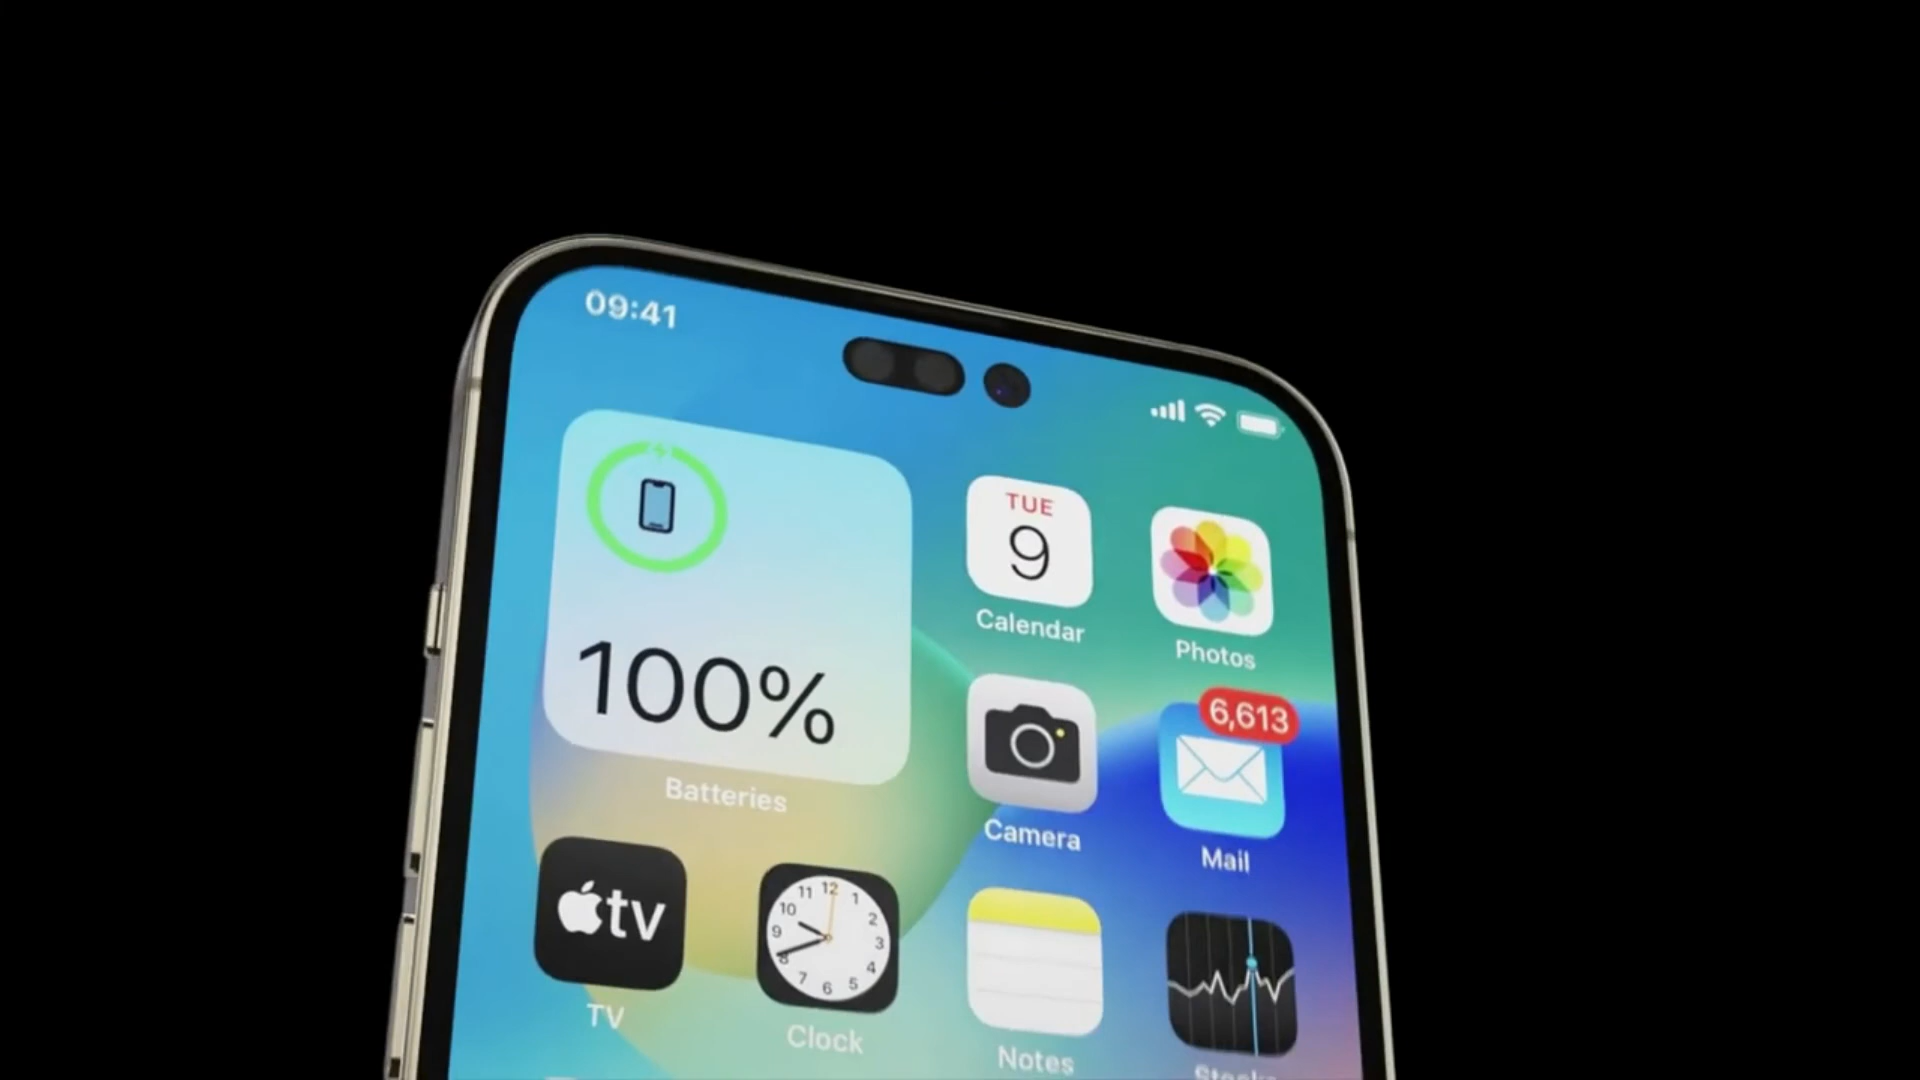 09:41
100%
Batteries
TUE
9
Calendar
Photos
Camera
6,613
Mail
tv
TV
12
1
2
3
4
5
6
7
8
9
10
11
Clock
Notes
Stocks